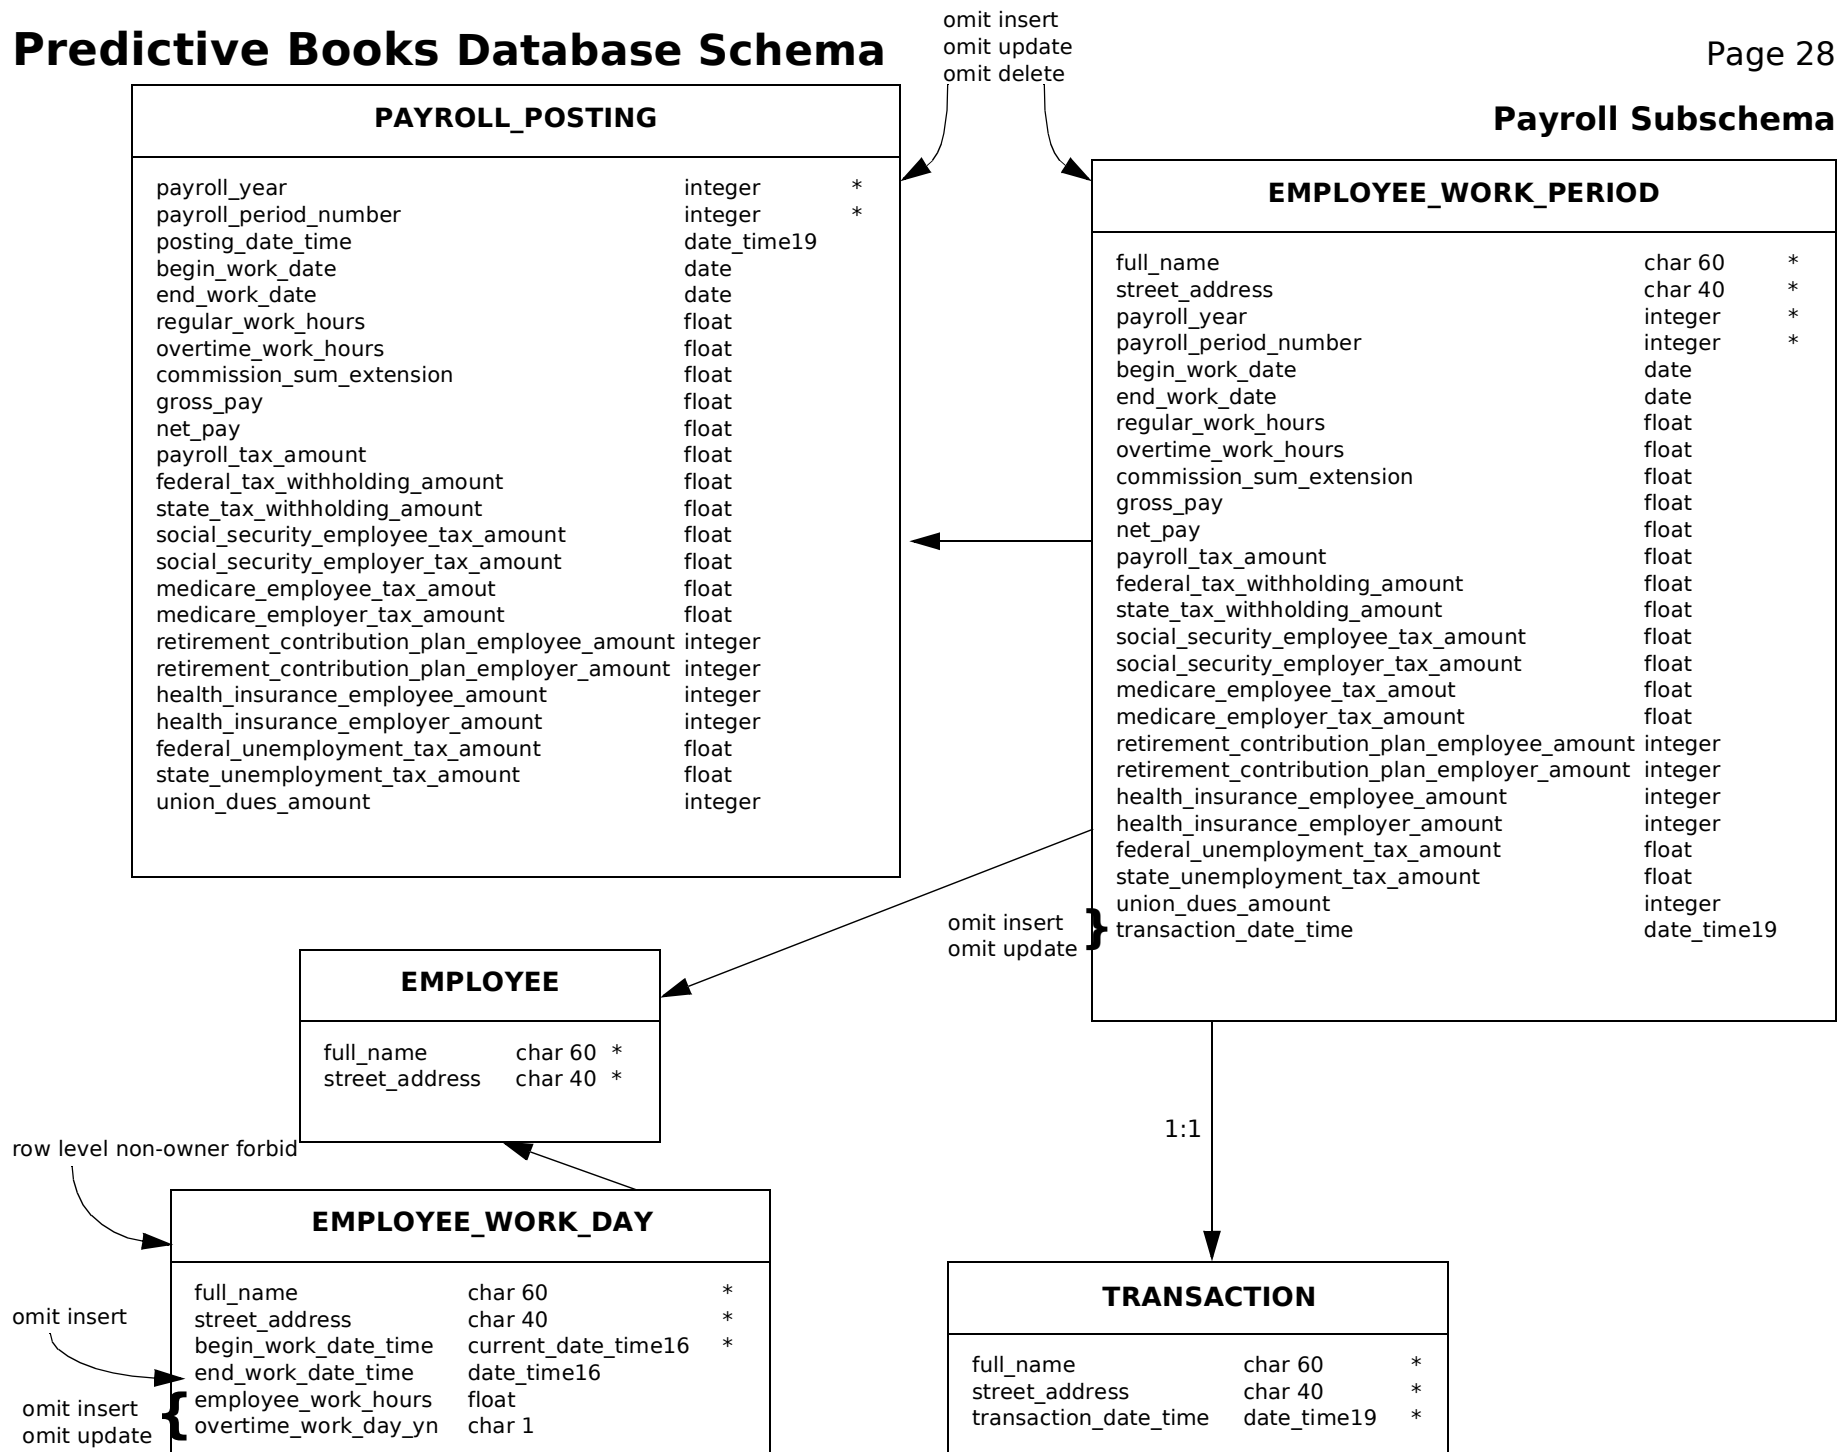 Predictive Books Database Schema
omit insert
omit update
omit delete
Page 28
Payroll Subschema
PAYROLL_POSTING
payroll_year integer *
payroll_period_number integer *
posting_date_time date_time19
begin_work_date date
end_work_date date
regular_work_hours float
overtime_work_hours float
commission_sum_extension float
gross_pay float
net_pay float
payroll_tax_amount float
federal_tax_withholding_amount float
state_tax_withholding_amount float
social_security_employee_tax_amount float
social_security_employer_tax_amount float
medicare_employee_tax_amout float
medicare_employer_tax_amount float
retirement_contribution_plan_employee_amount integer
retirement_contribution_plan_employer_amount integer
health_insurance_employee_amount integer
health_insurance_employer_amount integer
federal_unemployment_tax_amount float
state_unemployment_tax_amount float
union_dues_amount integer
EMPLOYEE_WORK_PERIOD
full_name char 60 *
street_address char 40 *
payroll_year integer *
payroll_period_number integer *
begin_work_date date
end_work_date date
regular_work_hours float
overtime_work_hours float
commission_sum_extension float
gross_pay float
net_pay float
payroll_tax_amount float
federal_tax_withholding_amount float
state_tax_withholding_amount float
social_security_employee_tax_amount float
social_security_employer_tax_amount float
medicare_employee_tax_amout float
medicare_employer_tax_amount float
retirement_contribution_plan_employee_amount integer
retirement_contribution_plan_employer_amount integer
health_insurance_employee_amount integer
health_insurance_employer_amount integer
federal_unemployment_tax_amount float
state_unemployment_tax_amount float
union_dues_amount integer
transaction_date_time date_time19
omit insert
omit update
}
EMPLOYEE
full_name char 60 *
street_address char 40 *
1:1
row level non-owner forbid
EMPLOYEE_WORK_DAY
full_name char 60 *
street_address char 40 *
begin_work_date_time current_date_time16 *
end_work_date_time date_time16
employee_work_hours float
overtime_work_day_yn char 1
omit insert
omit insert
omit update
{
TRANSACTION
full_name char 60 *
street_address char 40 *
transaction_date_time date_time19 *